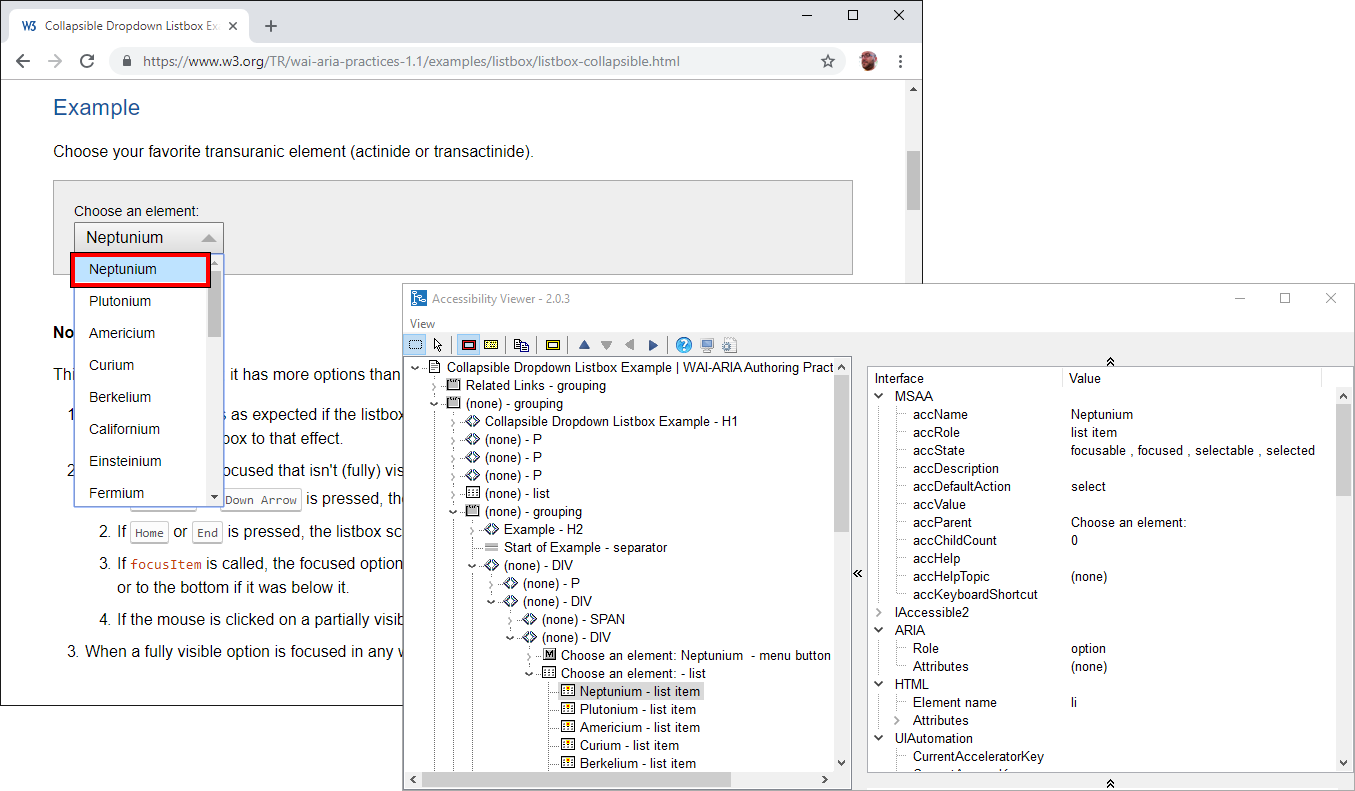 Collapsible Dropdown Listbox Ex
https://www.w3.org/TR/wai-aria-practices-1.1/examples/listbox/listbox-collapsible.html
Example
Choose your favorite transuranic element (actinide or transactinide).
Choose an element:
Neptunium
Neptunium
Plutonium
Americium
Curium
Berkelium
Californium
Einsteinium
Fermium
No
Thi it has more options than
1 s as expected if the listbox
box to that effect.
2 ocused that isn't (fully) vis
Down Arrow is pressed, the
2. If Home or End is pressed, the listbox sc
3. If focusItem is called, the focused option
or to the bottom if it was below it.
4. If the mouse is clicked on a partially visib
3. When a fully visible option is focused in any w
Accessibility Viewer - 2.0.3
View
Collapsible Dropdown Listbox Example | WAI-ARIA Authoring Pract
Related Links - grouping
(none) - grouping
Collapsible Dropdown Listbox Example - H1
(none) - P
(none) - P
(none) - P
(none) - list
(none) - grouping
Example - H2
Start of Example - separator
(none) - DIV
(none) - P
(none) - DIV
(none) - SPAN
(none) - DIV
Choose an element: Neptunium - menu button
Choose an element: - list
Neptunium - list item
Plutonium - list item
Americium - list item
Curium - list item
Berkelium - list item
Interface Value
MSAA
accName Neptunium
accRole list item
accState focusable , focused , selectable , selected
accDescription
accDefaultAction select
accValue
accParent Choose an element:
accChildCount 0
accHelp
accHelpTopic (none)
accKeyboardShortcut
IAccessible2
ARIA
Role option
Attributes (none)
HTML
Element name li
Attributes
UIAutomation
CurrentAcceleratorKey